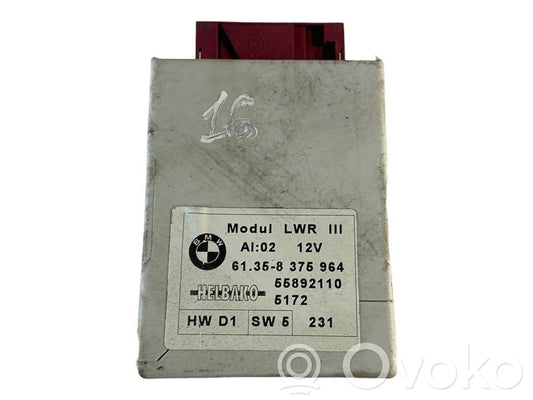 16
BMW
Modul LWR III
AI:02 12V
61.35-8 375 964
55892110
HELBAKO
5172
HW D1 SW 5 231
Ovoko